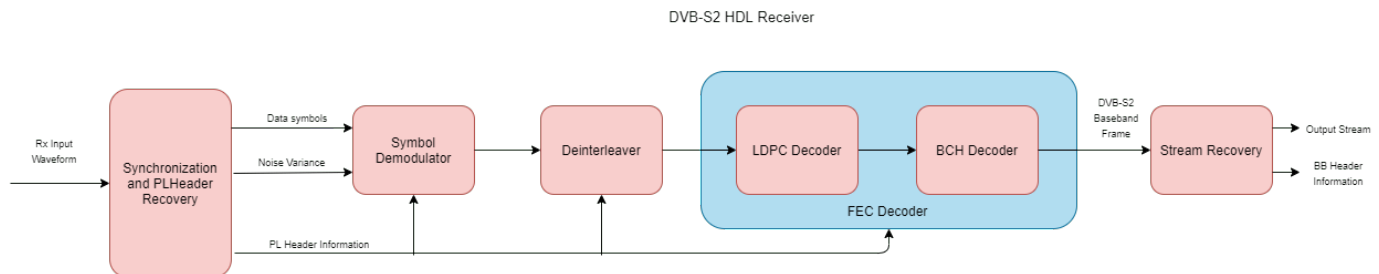 DVB-S2 HDL Receiver
Rx Input
Waveform
Synchronization
and PLHeader
Recovery
Data symbols
Noise Variance
PL Header Information
Symbol
Demodulator
Deinterleaver
LDPC Decoder
BCH Decoder
FEC Decoder
DVB-S2
Baseband
Frame
Stream Recovery
Output Stream
BB Header
Information